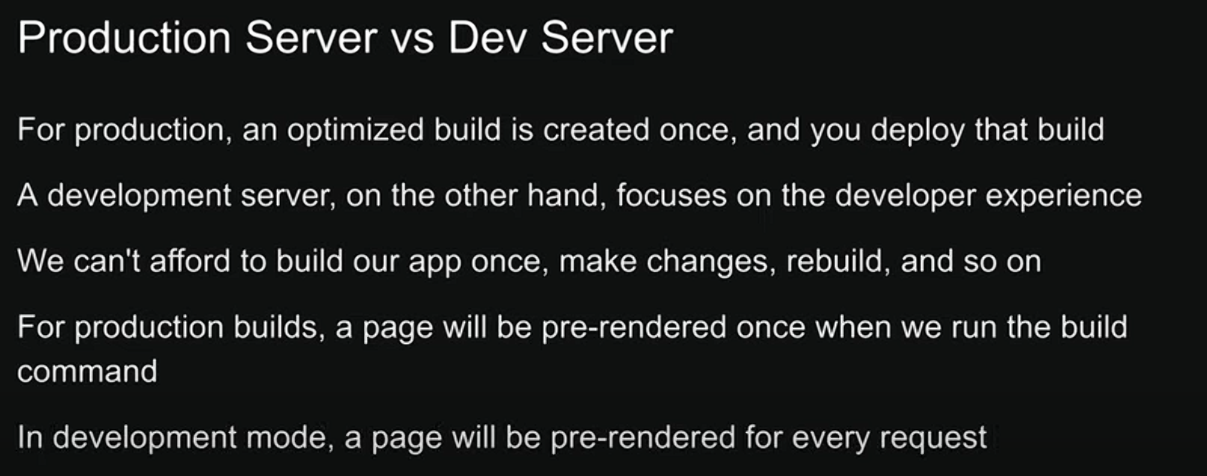 Production Server vs Dev Server
For production, an optimized build is created once, and you deploy that build
A development server, on the other hand, focuses on the developer experience
We can't afford to build our app once, make changes, rebuild, and so on
For production builds, a page will be pre-rendered once when we run the build
command
In development mode, a page will be pre-rendered for every request